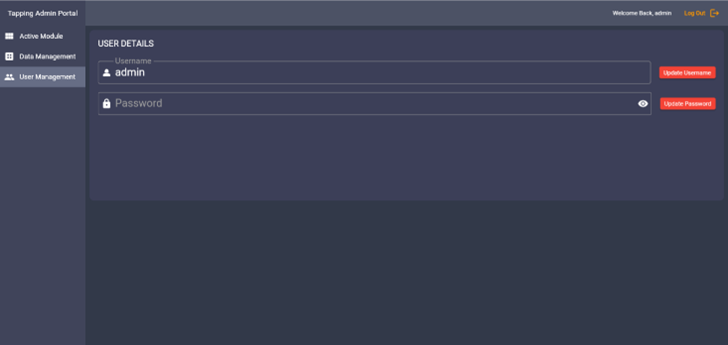 Tapping Admin Portal
Welcome Back, admin
Log Out
Active Module
Data Management
User Management
USER DETAILS
Username
admin
Update Username
Password
Update Password